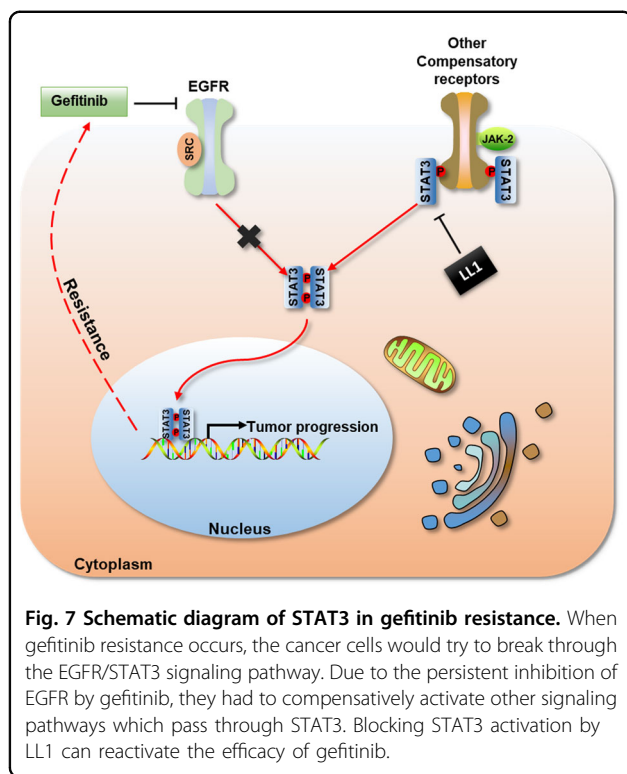 Other
Compensatory
receptors
EGFR
Gefitinib
SRC
JAK-2
STAT3
P
P
STAT3
LL1
STAT3
P
P
STAT3
Resistance
STAT3
P
P
STAT3
Tumor progression
Nucleus
Cytoplasm
Fig. 7 Schematic diagram of STAT3 in gefitinib resistance. When
gefitinib resistance occurs, the cancer cells would try to break through
the EGFR/STAT3 signaling pathway. Due to the persistent inhibition of
EGFR by gefitinib, they had to compensatively activate other signaling
pathways which pass through STAT3. Blocking STAT3 activation by
LL1 can reactivate the efficacy of gefitinib.